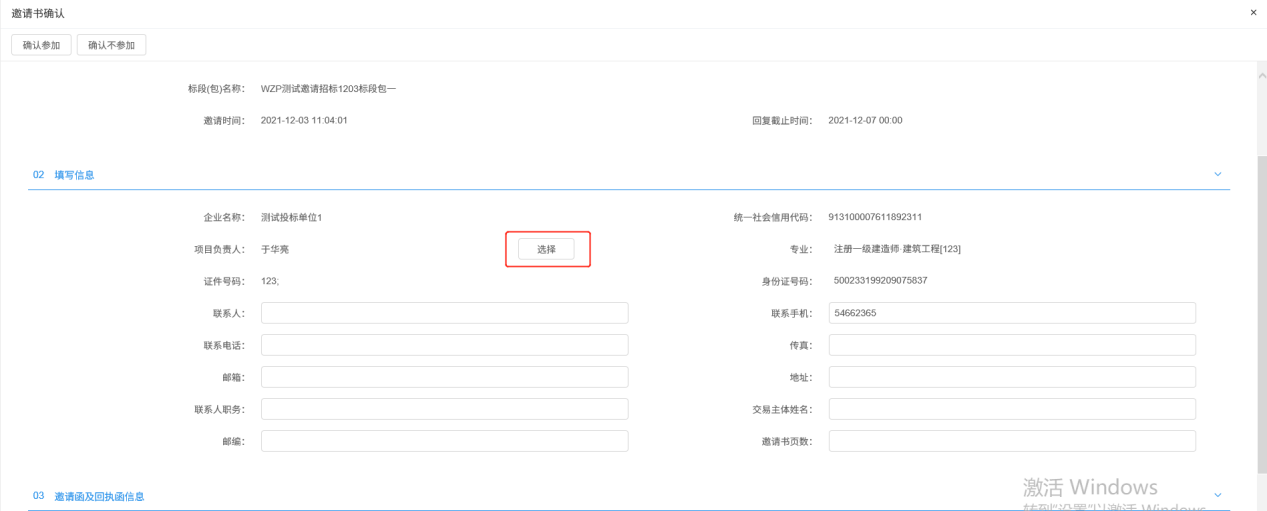 邀请书确认 ×
确认参加 确认不参加
标段(包)名称: WZP测试邀请招标1203标段包一
邀请时间: 2021-12-03 11:04:01 回复截止时间: 2021-12-07 00:00
02 填写信息
企业名称: 测试投标单位1 统一社会信用代码: 913100007611892311
项目负责人: 于华亮 选择 专业: 注册一级建造师·建筑工程[123]
证件号码: 123; 身份证号码: 500233199209075837
联系人: 联系手机: 54662365
联系电话: 传真:
邮箱: 地址:
联系人职务: 交易主体姓名:
邮编: 邀请书页数:
激活 Windows
03 邀请函及回执函信息
转到"设置"以激活 Windows